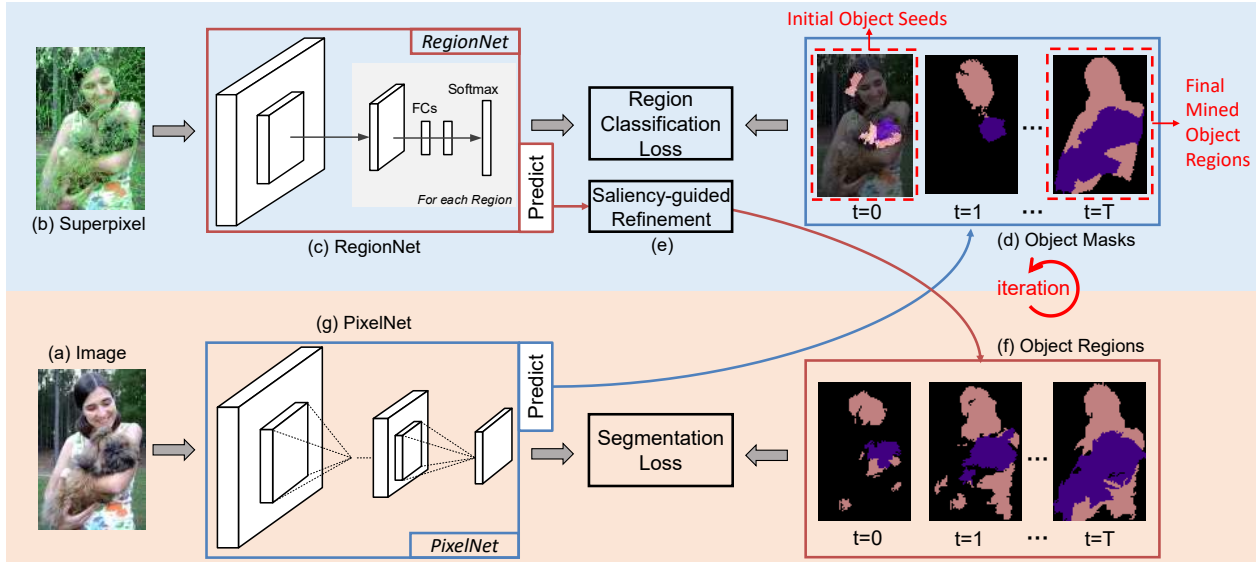 Initial Object Seeds
RegionNet
Softmax
FCs
For each Region
Predict
Region
Classification
Loss
Final
Mined
Object
Regions
(b) Superpixel
(c) RegionNet
Saliency-guided
Refinement
(e)
t=0
t=1
...
t=T
(d) Object Masks
iteration
(g) PixelNet
(a) Image
Predict
(f) Object Regions
Segmentation
Loss
...
PixelNet
t=0
t=1
...
t=T